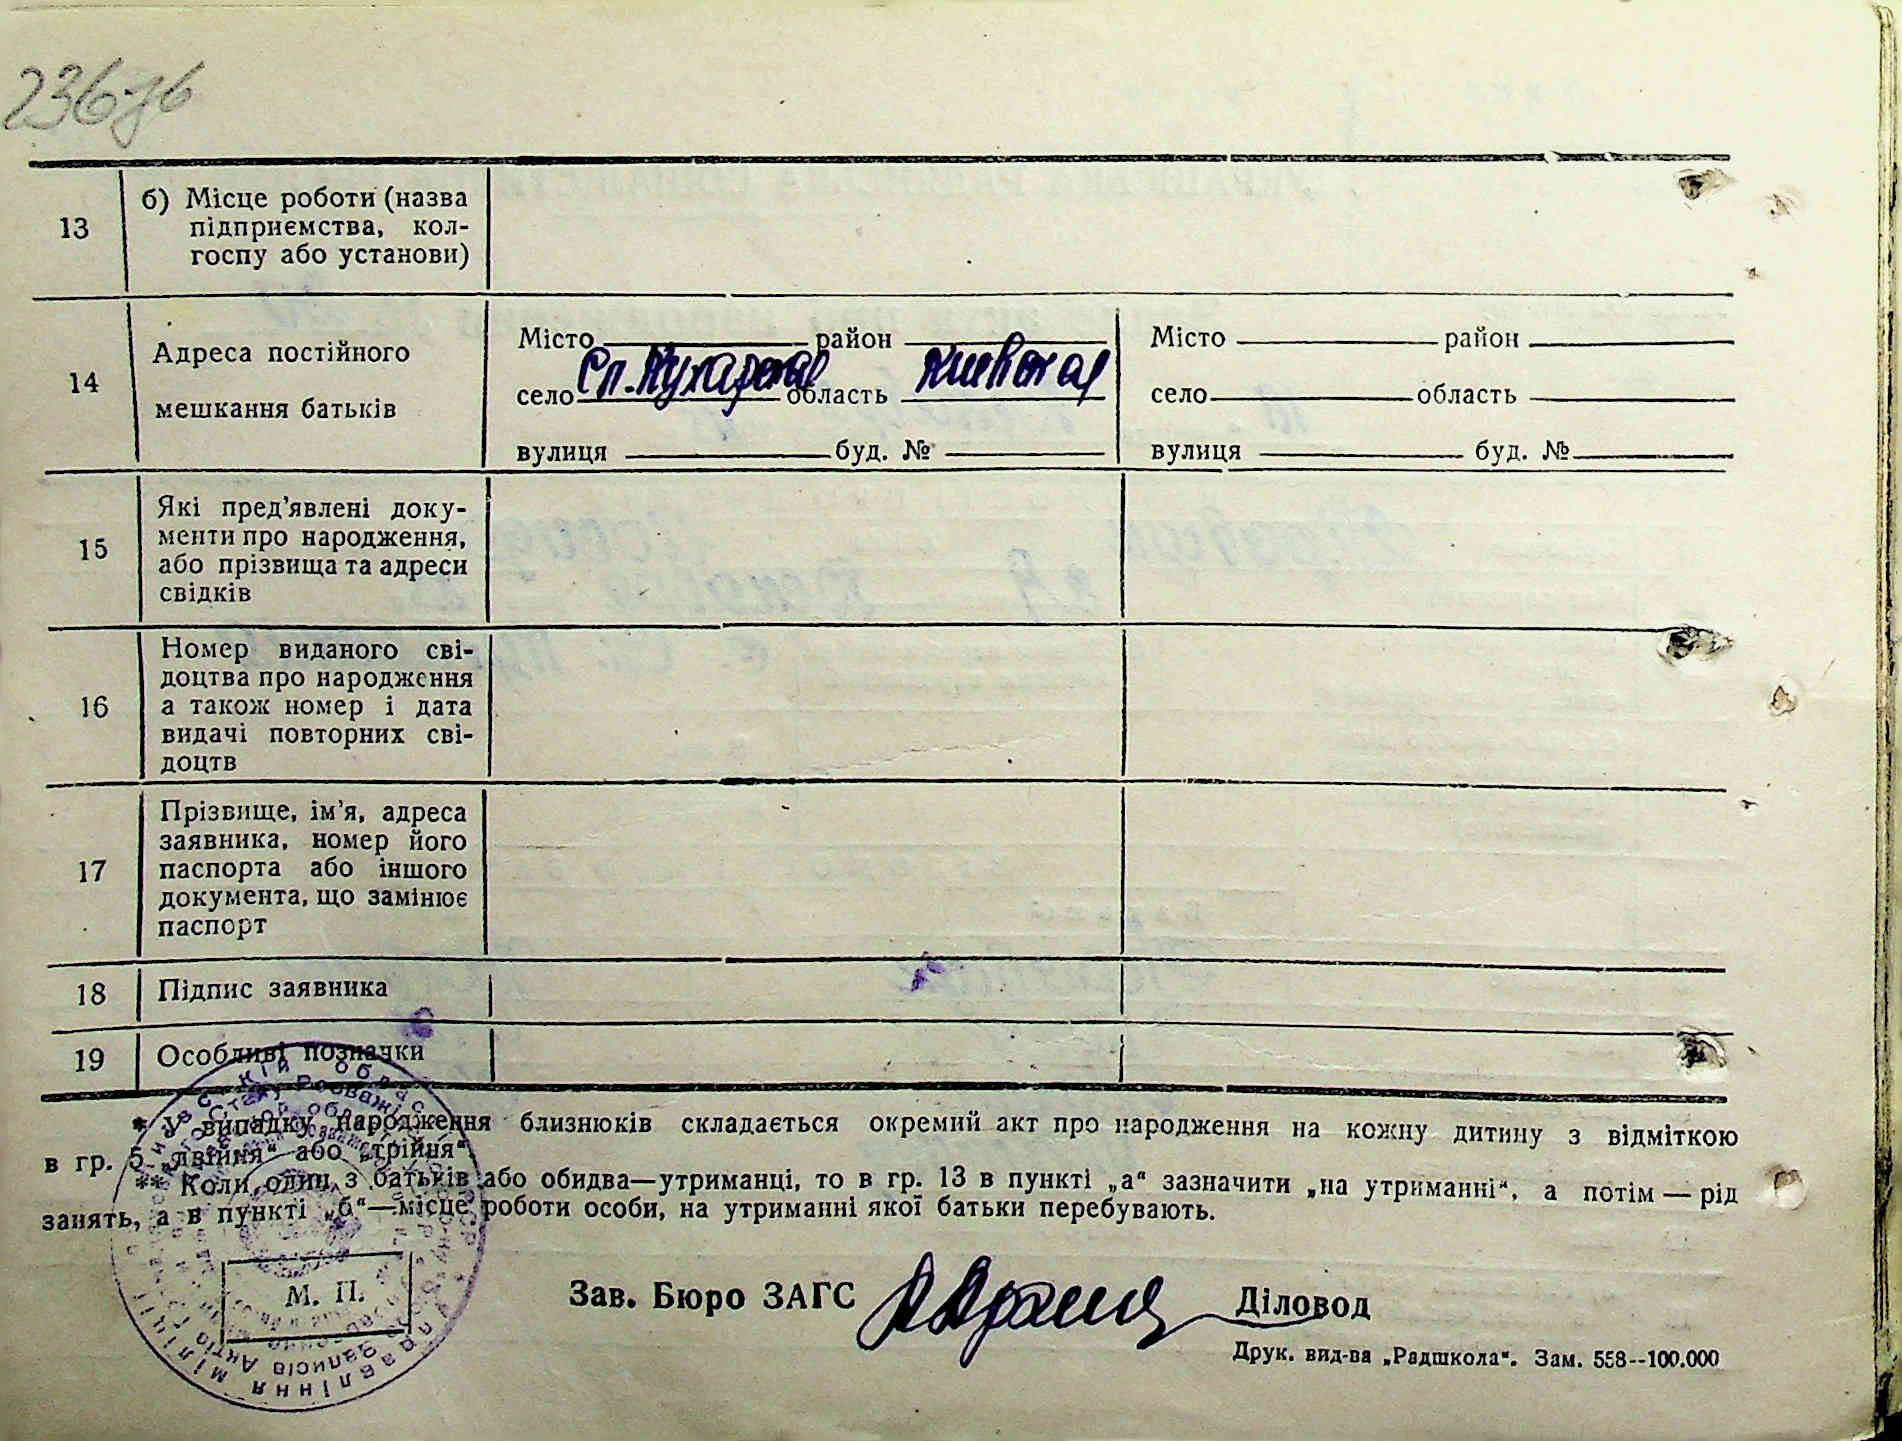 236
13
б) Місце роботи (назва
підприємства, кол-
госпу або установи)
14
Адреса постійного
мешкання батьків
Місто район
село Сп. Мухарská область Киевская
вулиця буд. №
Місто район
село область
вулиця буд. №
15
Які пред’явлені доку-
менти про народження,
або прізвища та адреси
свідків
16
Номер виданого сві-
доцтва про народження
а також номер і дата
видачі повторних сві-
доцтв
17
Прізвище, ім’я, адреса
заявника, номер його
паспорта або іншого
документа, що замінює
паспорт
18
Підпис заявника
19
Особливі позначки
* У випадку народження близнюків складається окремий акт про народження на кожну дитину з відміткою
в гр. 5 „двійня“ або „трійня“
** Коли один з батьків або обидва—утриманці, то в гр. 13 в пункті „а“ зазначити „на утриманні“, а потім — рід
занять, а в пункті „б“—місце роботи особи, на утриманні якої батьки перебувають.
М. П.
Зав. Бюро ЗАГС
Діловод
Друк. вид-ва „Радшкола“. Зам. 558--100.000